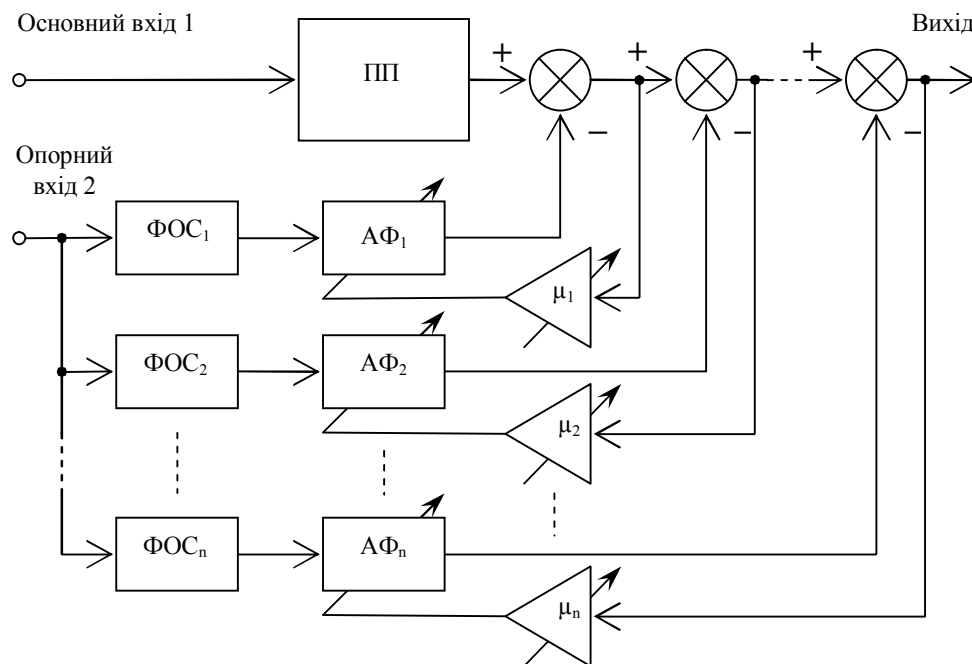 Основний вхід 1
Вихід
ПП
+
+
+
−
−
−
Опорний
вхід 2
ФОС₁
АФ₁
μ₁
ФОС₂
АФ₂
μ₂
ФОСₙ
АФₙ
μₙ